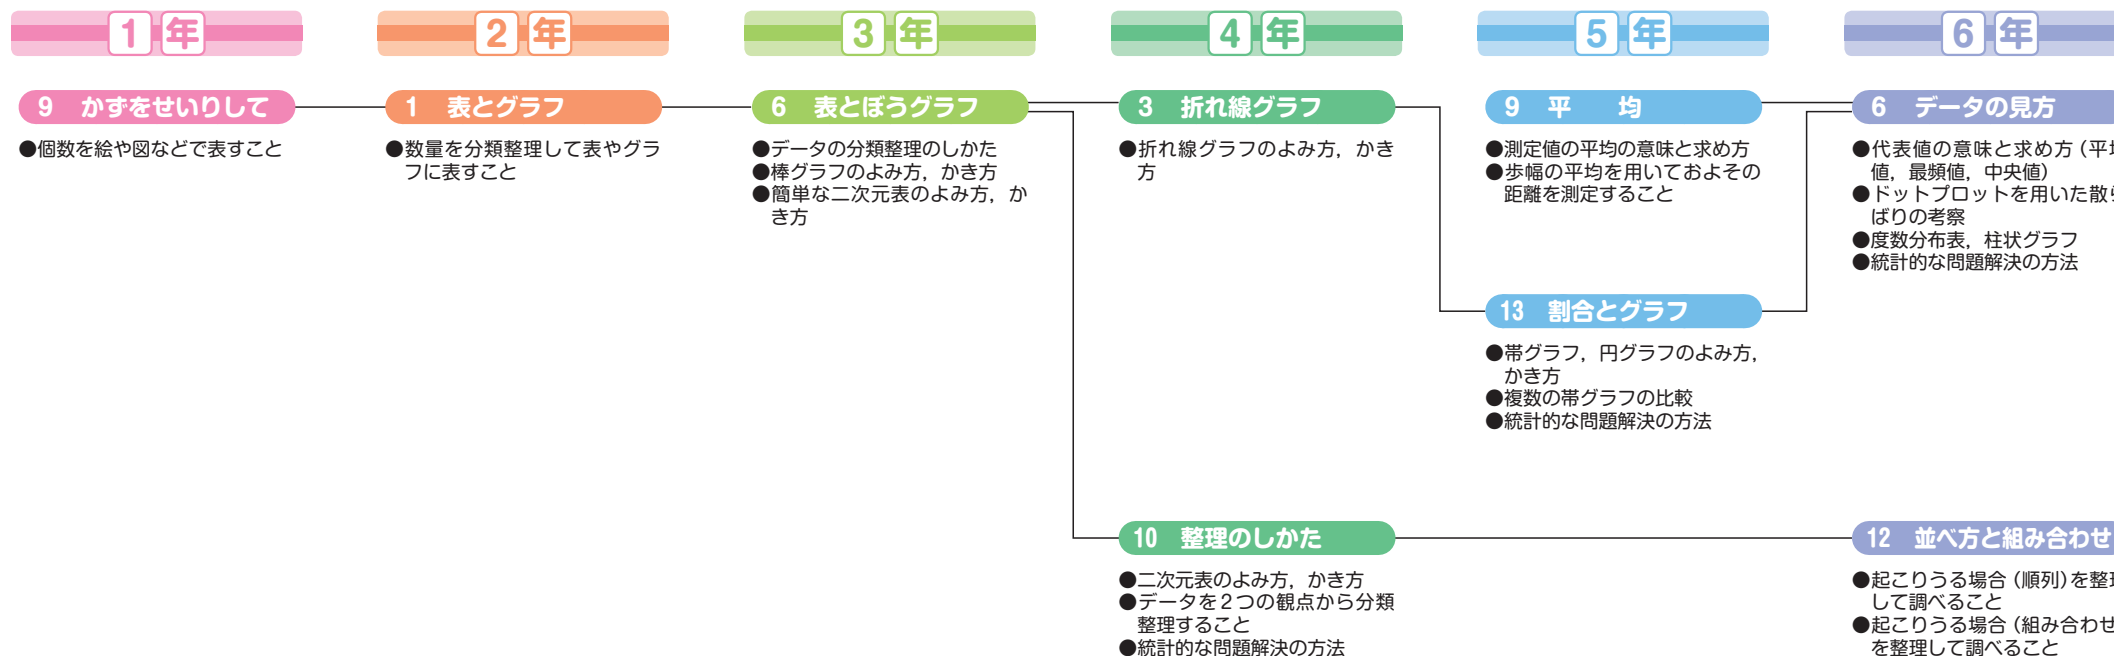 1年
2年
3年
4年
5年
6年
9 かずをせいりして
●個数を絵や図などで表すこと
1 表とグラフ
●数量を分類整理して表やグラ
フに表すこと
6 表とぼうグラフ
●データの分類整理のしかた
●棒グラフのよみ方，かき方
●簡単な二次元表のよみ方，か
き方
3 折れ線グラフ
●折れ線グラフのよみ方，かき
方
10 整理のしかた
●二次元表のよみ方，かき方
●データを2つの観点から分類
整理すること
●統計的な問題解決の方法
9 平 均
●測定値の平均の意味と求め方
●歩幅の平均を用いておよその
距離を測定すること
13 割合とグラフ
●帯グラフ，円グラフのよみ方，
かき方
●複数の帯グラフの比較
●統計的な問題解決の方法
6 データの見方
●代表値の意味と求め方（平
値，最頻値，中央値）
●ドットプロットを用いた散
ばりの考察
●度数分布表，柱状グラフ
●統計的な問題解決の方法
12 並べ方と組み合わせ
●起こりうる場合（順列）を整
して調べること
●起こりうる場合（組み合わせ
を整理して調べること